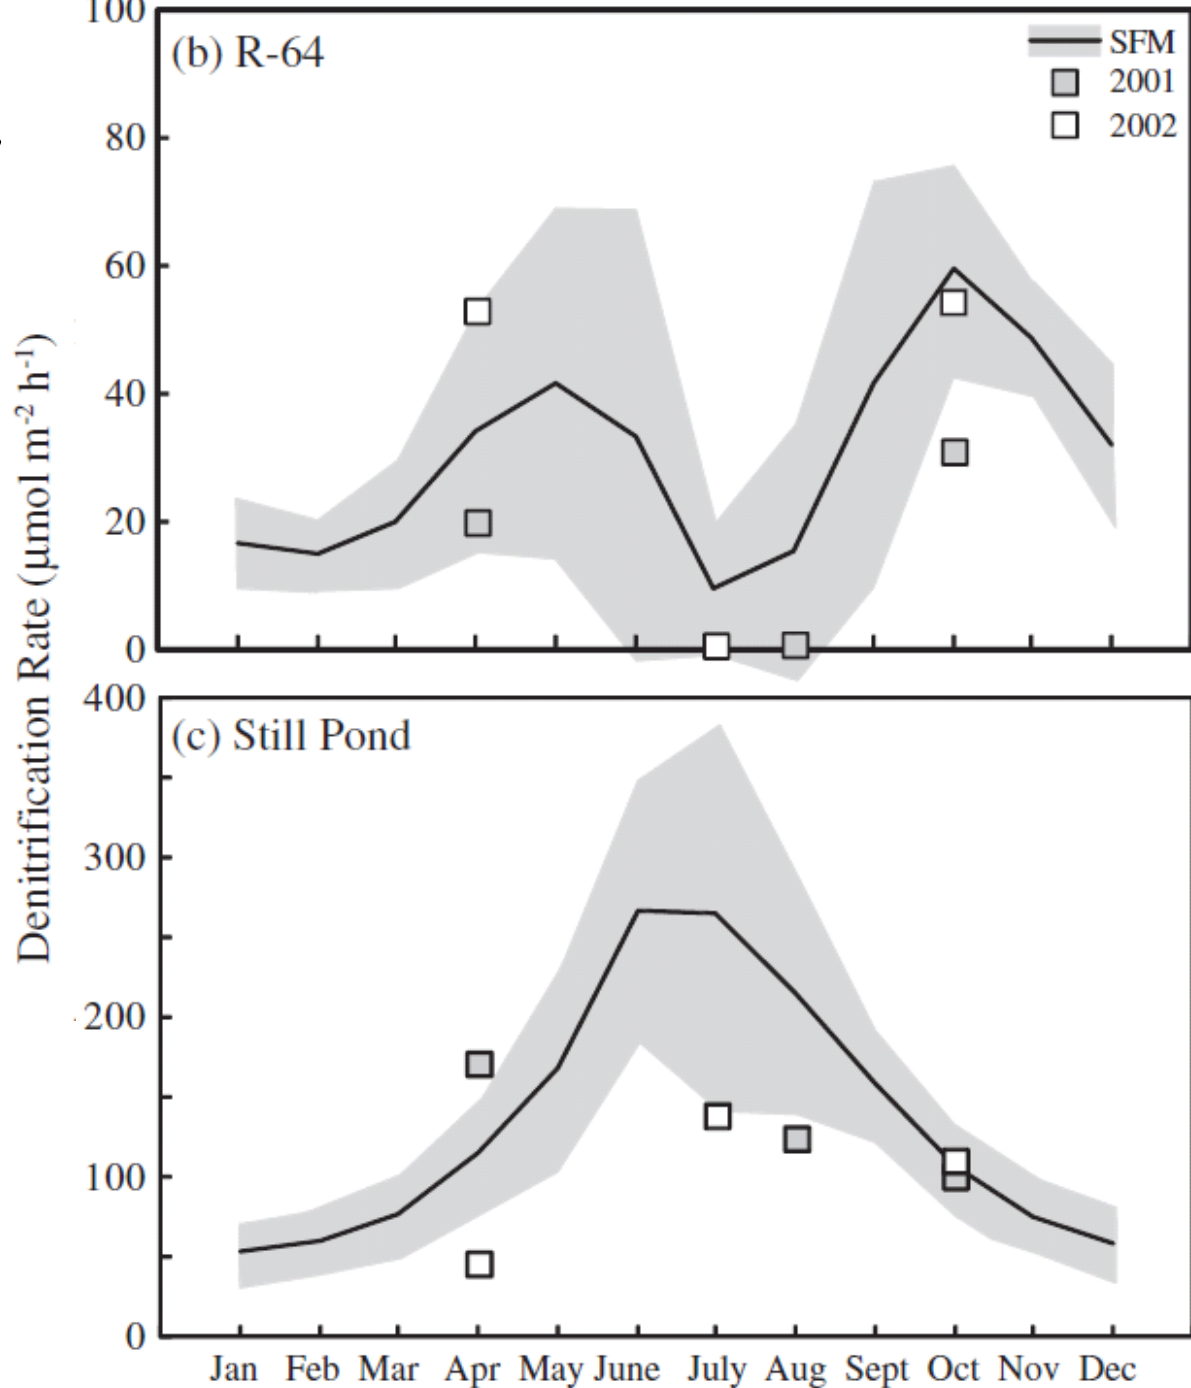 100
(b) R-64
SFM
2001
2002
80
60
40
20
0
Denitrification Rate (μmol m-2 h-1)
400
(c) Still Pond
300
200
100
0
Jan Feb Mar Apr May June July Aug Sept Oct Nov Dec